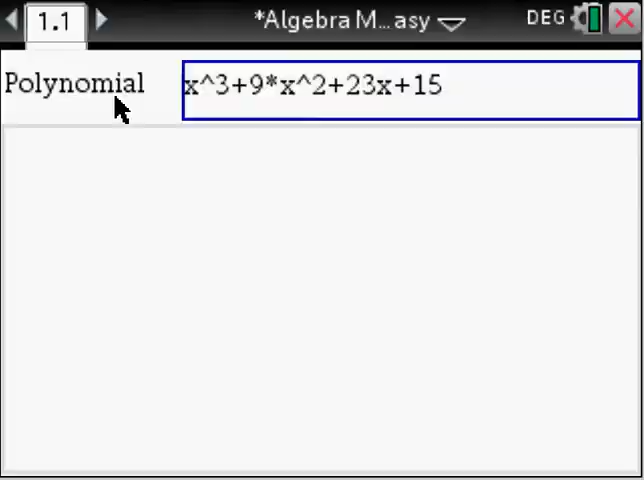 1.1
*Algebra M...asy
DEG
Polynomial
x^3+9*x^2+23x+15